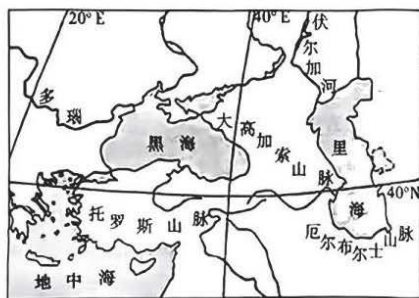 20°E
40°E
伏尔加河
多瑙
黑海
大高加索山脉
里海
40°N
托罗斯山脉
厄尔布尔士山脉
地中海